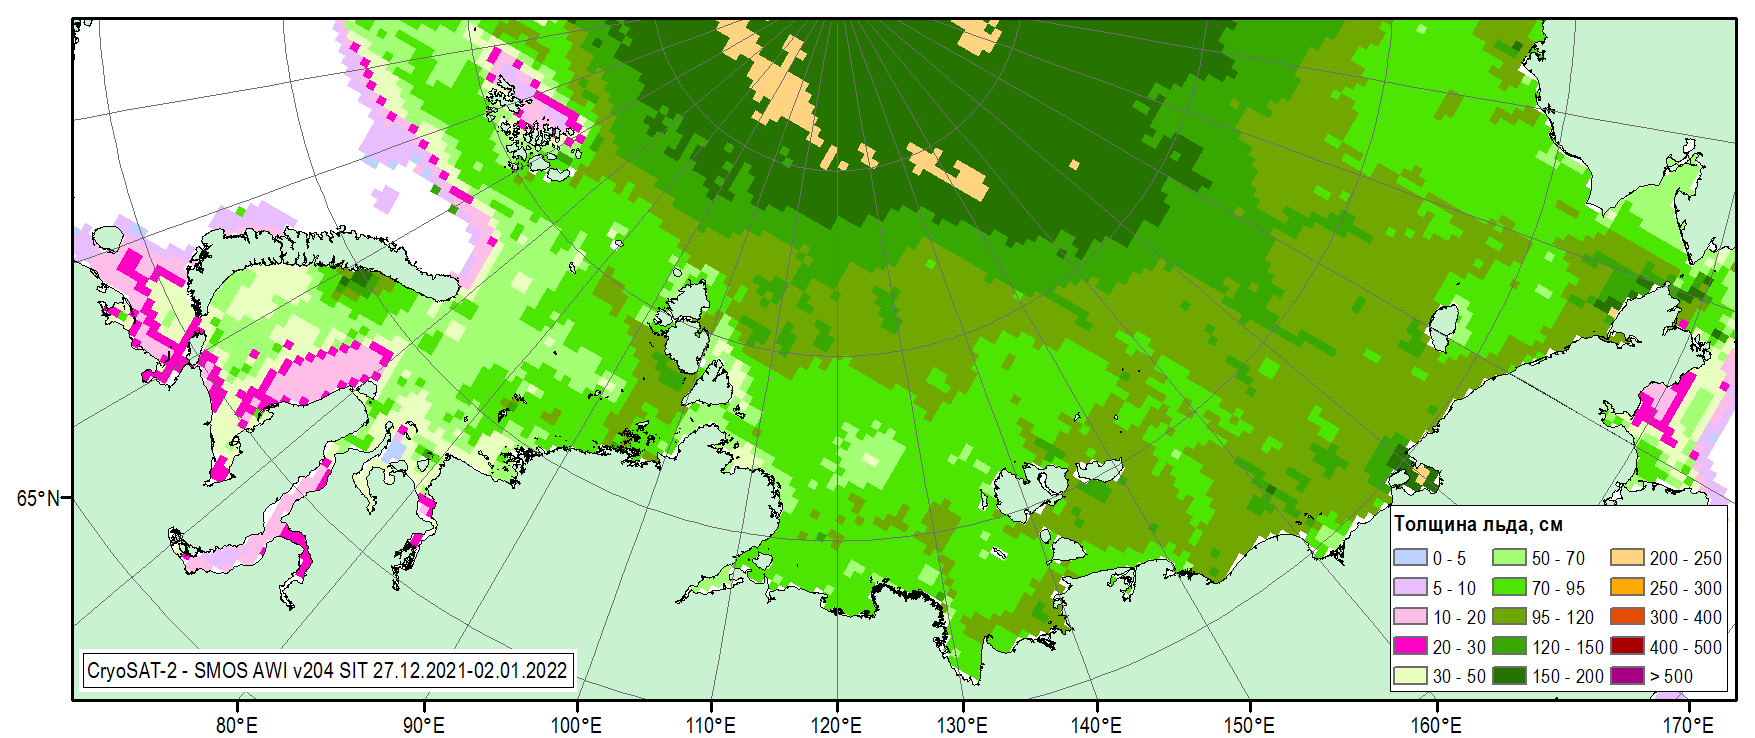 65°N
Толщина льда, см
0 - 5 50 - 70 200 - 250
5 - 10 70 - 95 250 - 300
10 - 20 95 - 120 300 - 400
20 - 30 120 - 150 400 - 500
30 - 50 150 - 200 > 500
CryoSAT-2 - SMOS AWI v204 SIT 27.12.2021-02.01.2022
80°E 90°E 100°E 110°E 120°E 130°E 140°E 150°E 160°E 170°E